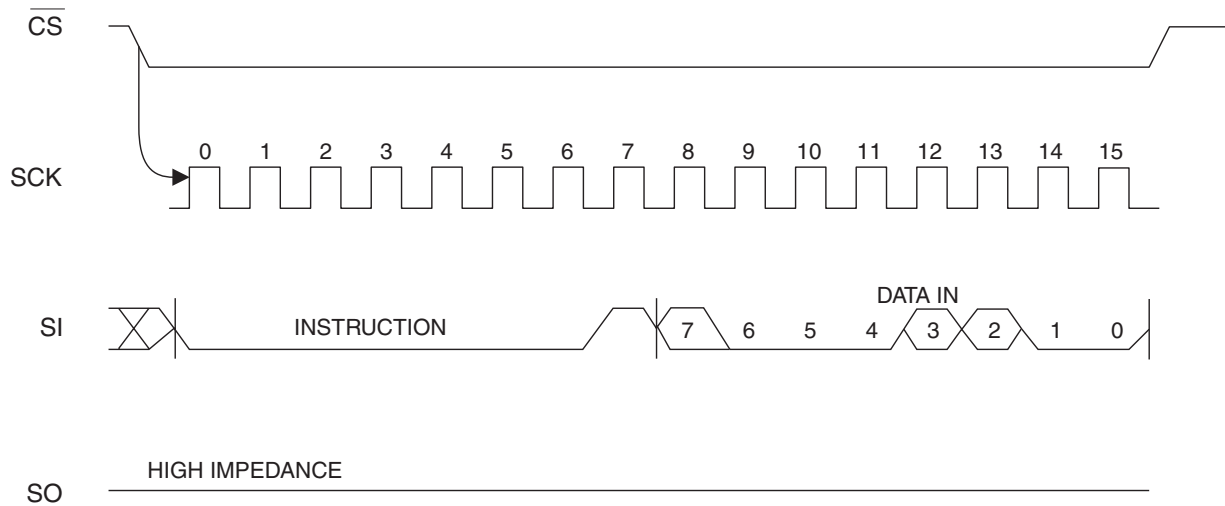 CS
0 1 2 3 4 5 6 7 8 9 10 11 12 13 14 15
SCK
DATA IN
SI INSTRUCTION 7 6 5 4 3 2 1 0
HIGH IMPEDANCE
SO